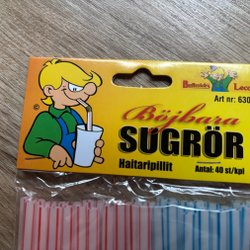 Art nr: 630
Böjbara
SUGRÖR
Haitaripillit
Antal: 40 st/kpl